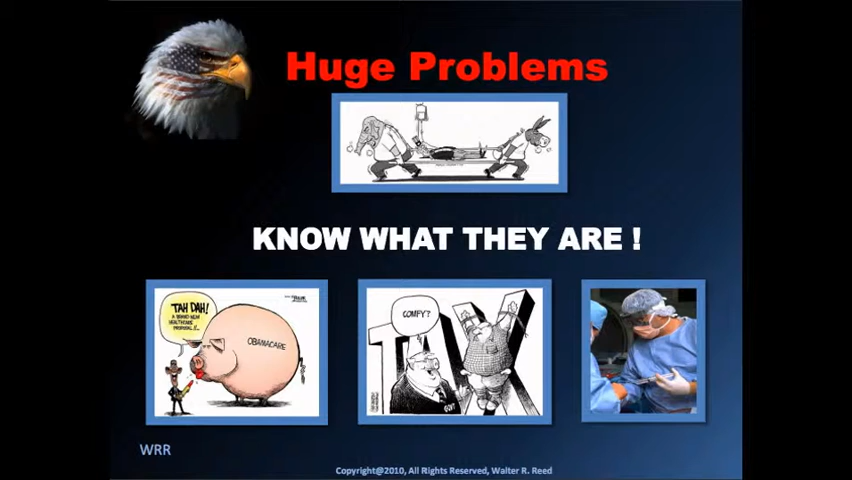 Huge Problems
KNOW WHAT THEY ARE !
TAH DAH!
A BRAND NEW
HEALTHCARE
PROPOSAL!!..
OBAMACARE
COMFY?
TAX
GOVT
WRR
Copyright@2010, All Rights Reserved, Walter R. Reed